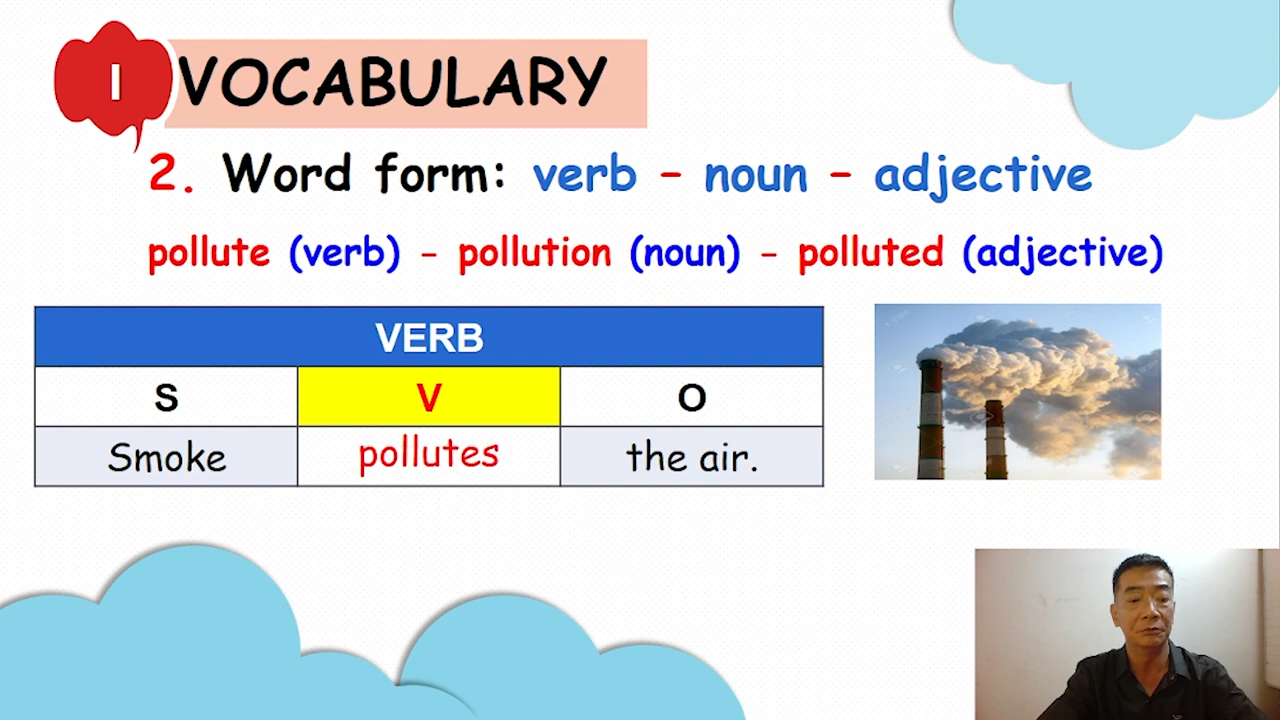 I VOCABULARY
2. Word form: verb – noun – adjective
pollute (verb) – pollution (noun) – polluted (adjective)
VERB
S V O
Smoke pollutes the air.